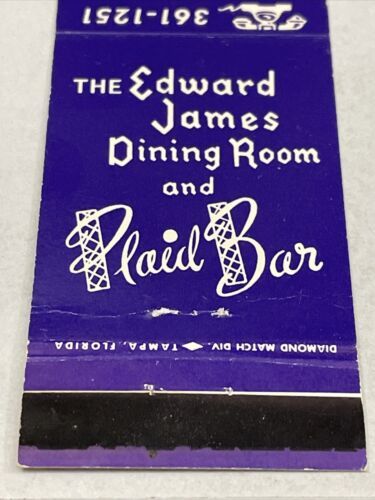 361-1251
THE Edward
James
Dining Room
and
Plaid Bar
DIAMOND MATCH DIV. TAMPA, FLORIDA